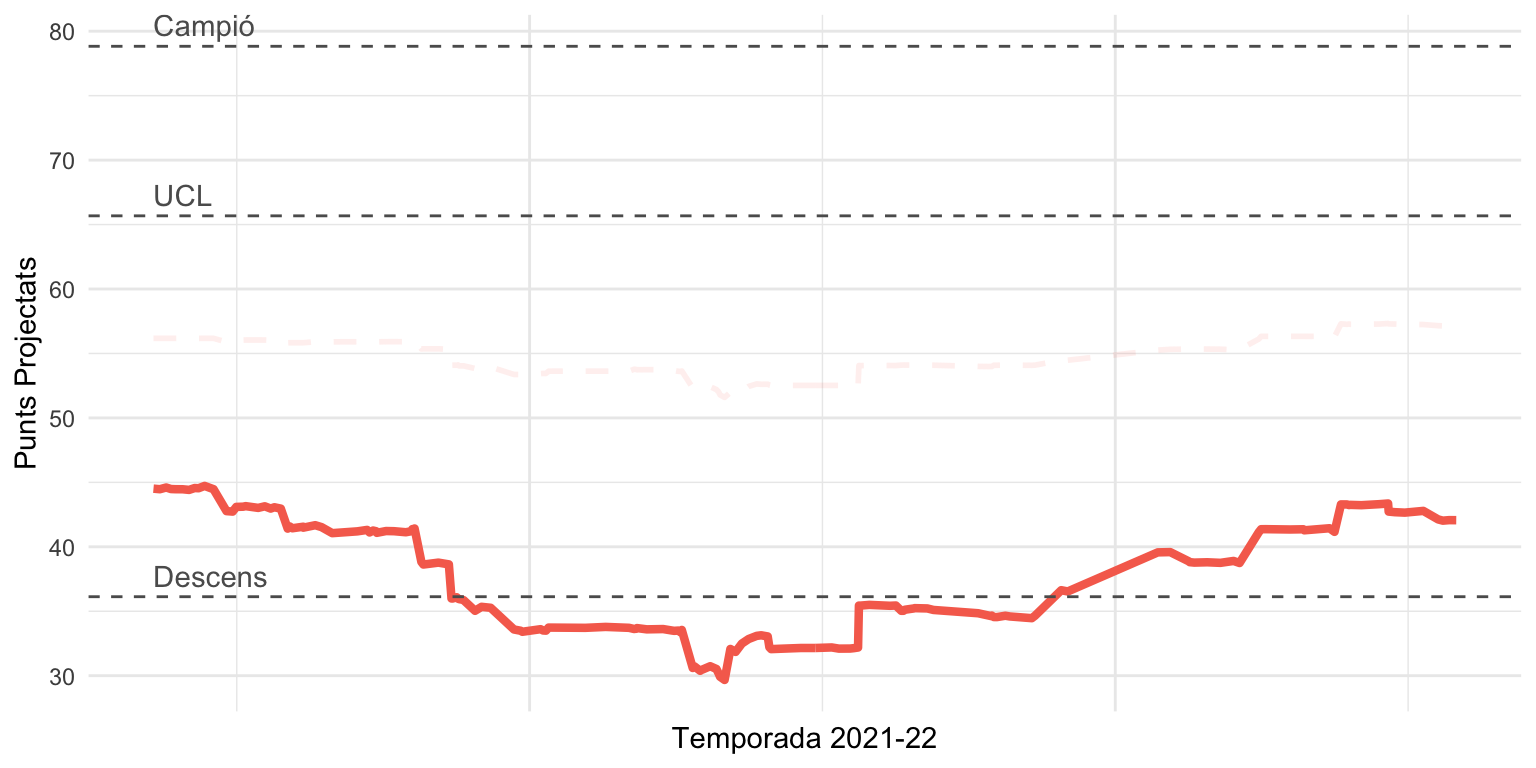 Campió
80
70
UCL
60
50
40
Descens
30
Punts Projectats
Temporada 2021-22